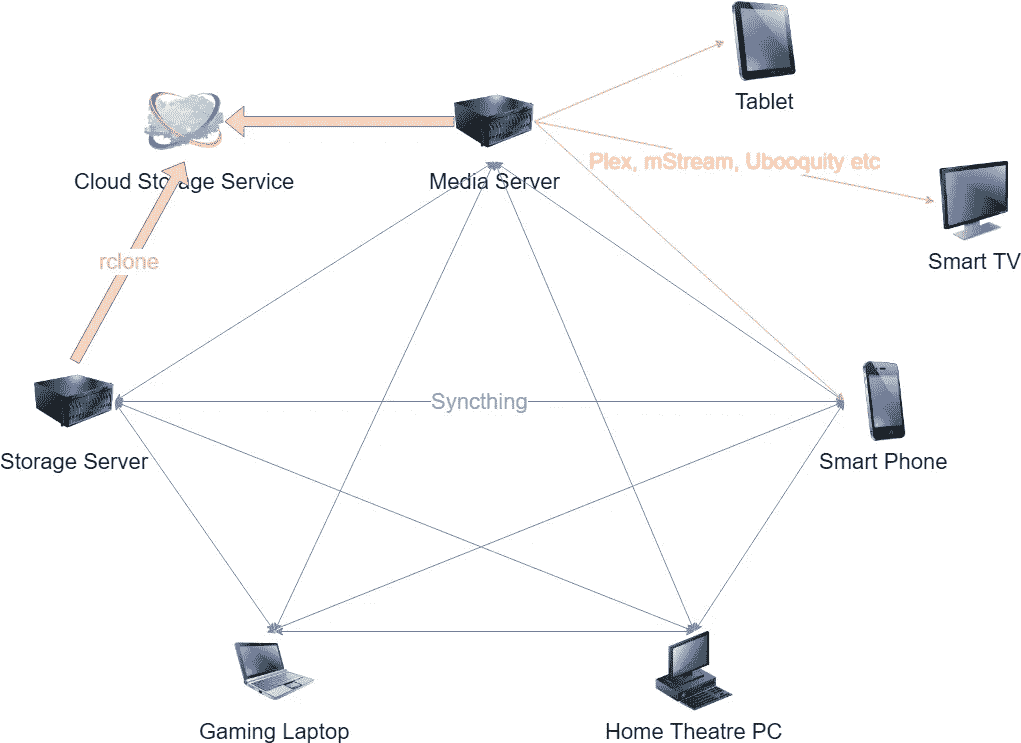 Tablet
Cloud Storage Service
Media Server
Plex, mStream, Ubooquity etc
Smart TV
rclone
Syncthing
Storage Server
Smart Phone
Gaming Laptop
Home Theatre PC